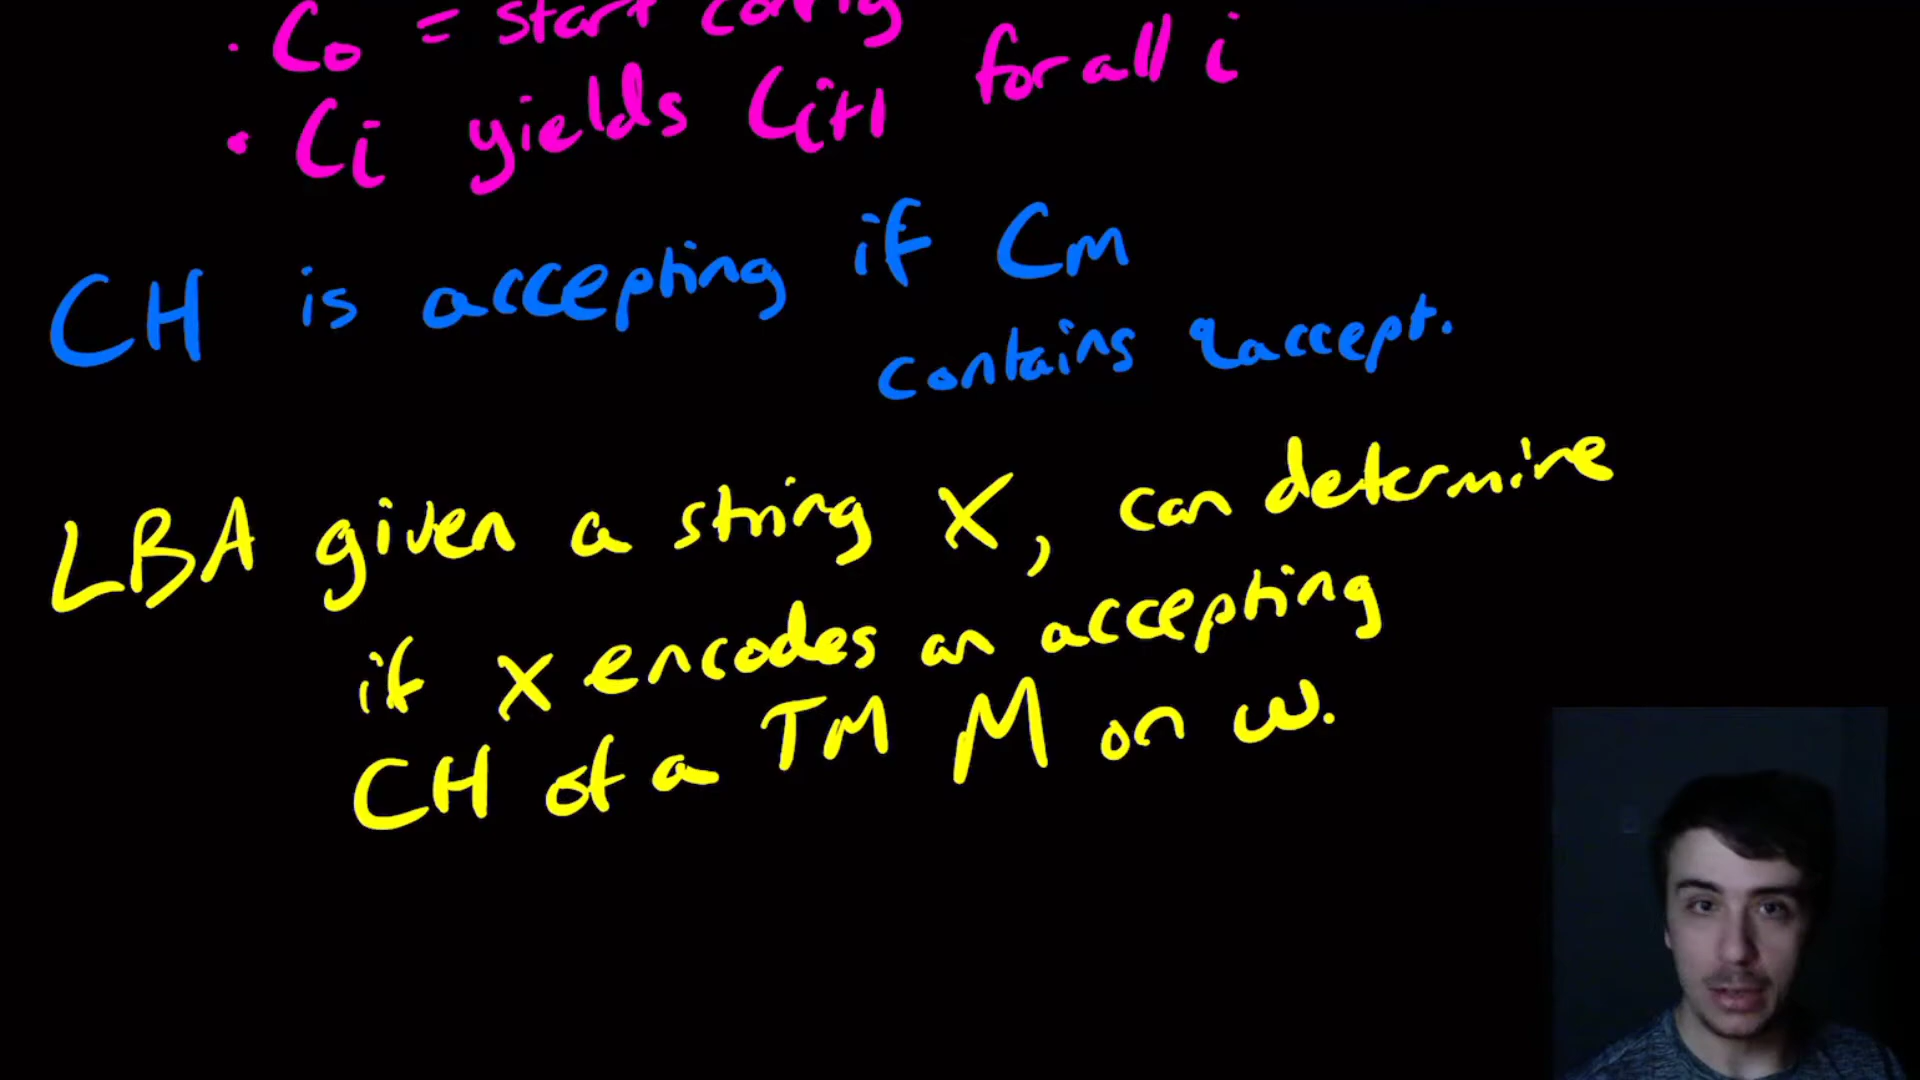 · C0 = start config
· Ci yields Ci+1 for all i
CH is accepting if Cm
contains qaccept.
LBA given a string X, can determine
if x encodes an accepting
CH of a TM M on w.